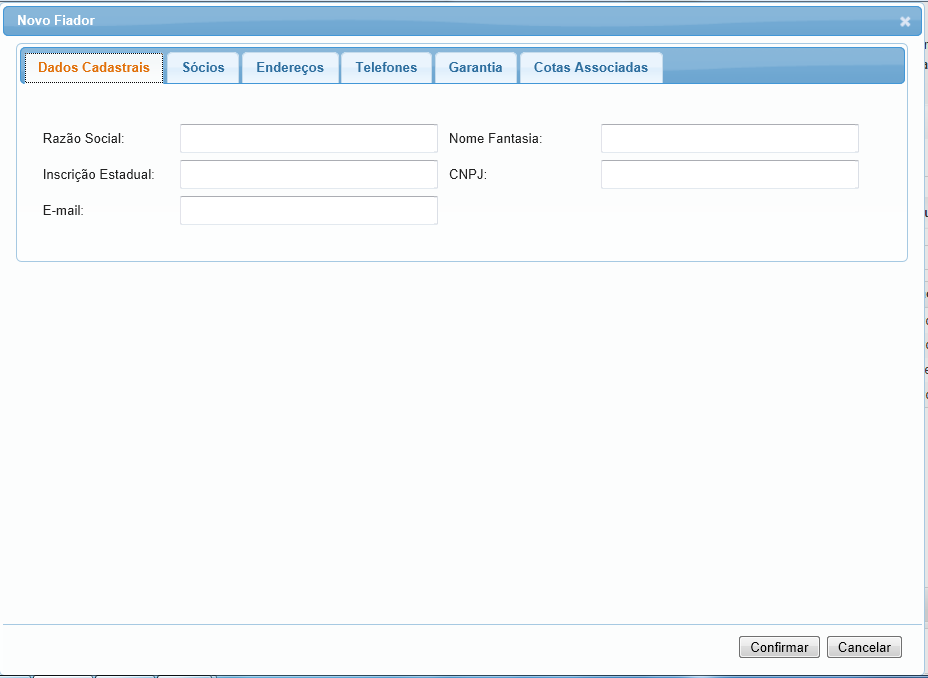 Novo Fiador
Dados Cadastrais Sócios Endereços Telefones Garantia Cotas Associadas
Razão Social: Nome Fantasia:
Inscrição Estadual: CNPJ:
E-mail:
Confirmar Cancelar